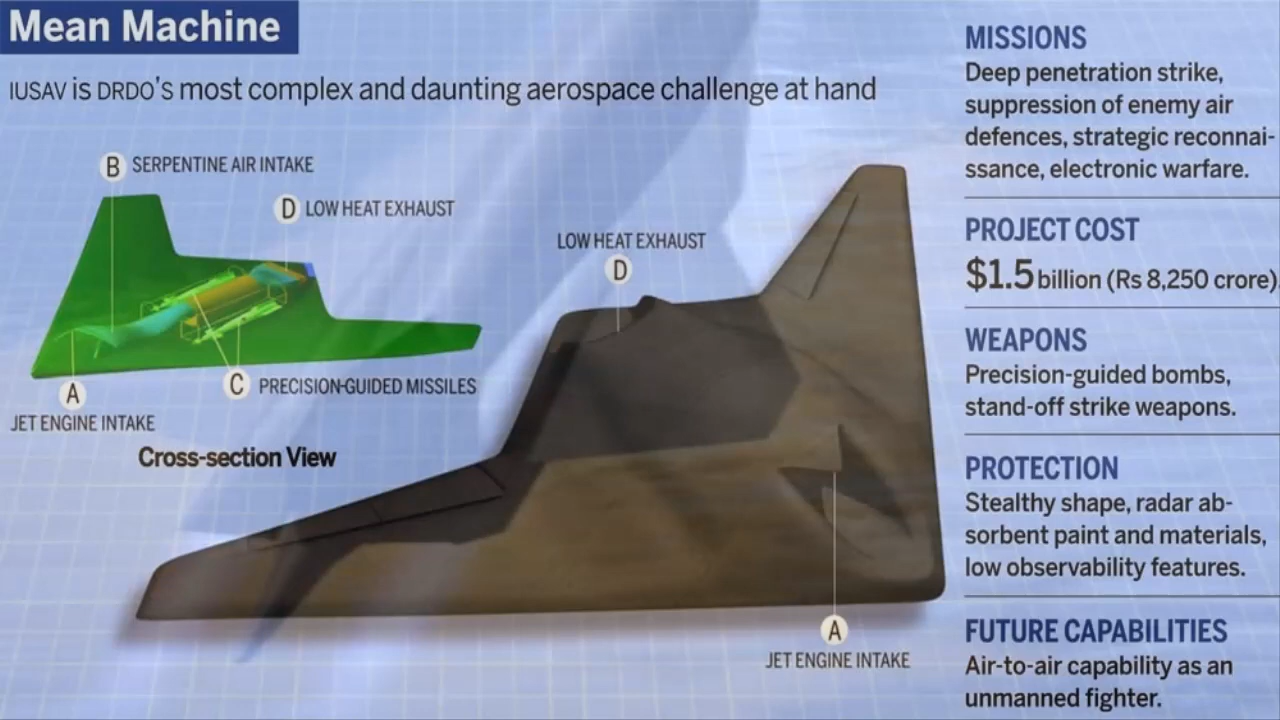 Mean Machine
IUSAV is DRDO'S most complex and daunting aerospace challenge at hand
B SERPENTINE AIR INTAKE
D LOW HEAT EXHAUST
A
JET ENGINE INTAKE
C PRECISION-GUIDED MISSILES
Cross-section View
LOW HEAT EXHAUST
D
A
JET ENGINE INTAKE
MISSIONS
Deep penetration strike,
suppression of enemy air
defences, strategic reconnai-
ssance, electronic warfare.
PROJECT COST
$1.5 billion (Rs 8,250 crore)
WEAPONS
Precision-guided bombs,
stand-off strike weapons.
PROTECTION
Stealthy shape, radar ab-
sorbent paint and materials,
low observability features.
FUTURE CAPABILITIES
Air-to-air capability as an
unmanned fighter.